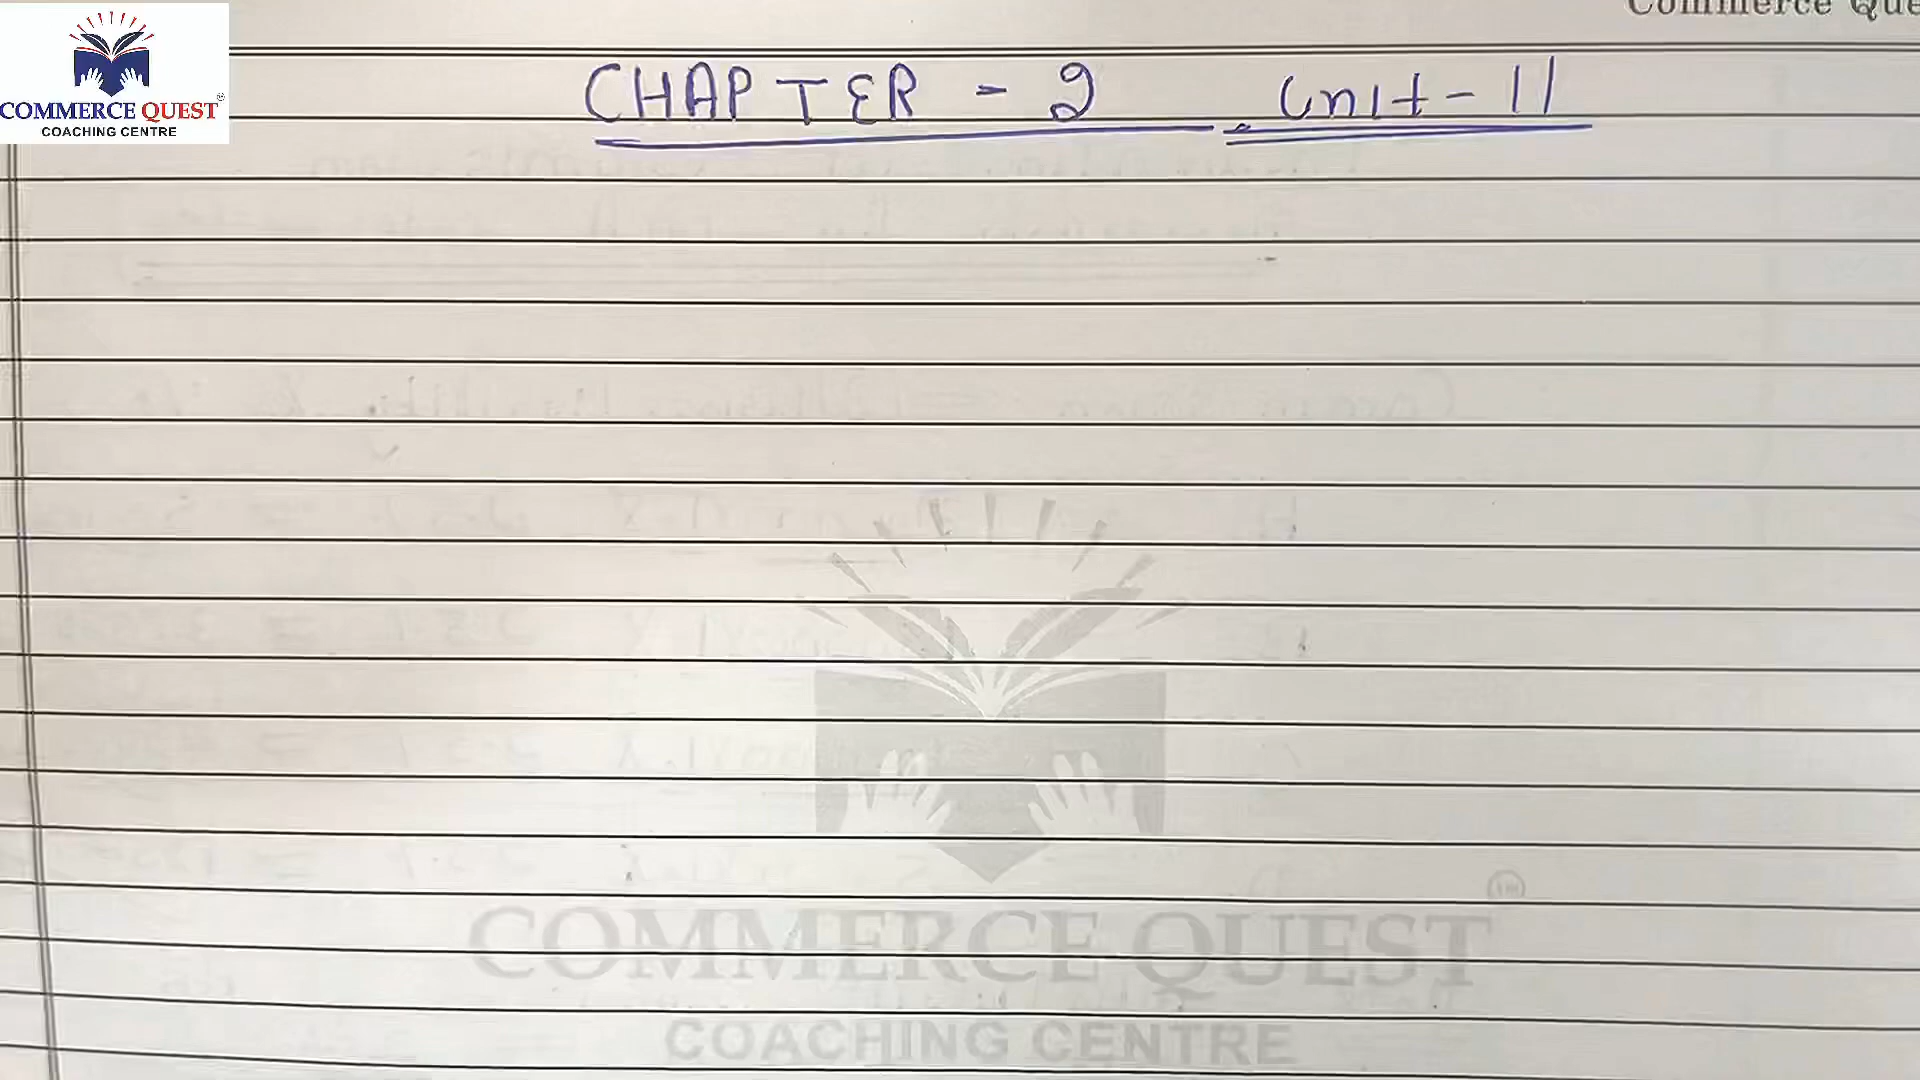 Commerce Que
COMMERCE QUEST
COACHING CENTRE
CHAPTER - 2 Unit - 11
COMMERCE QUEST
COACHING CENTRE